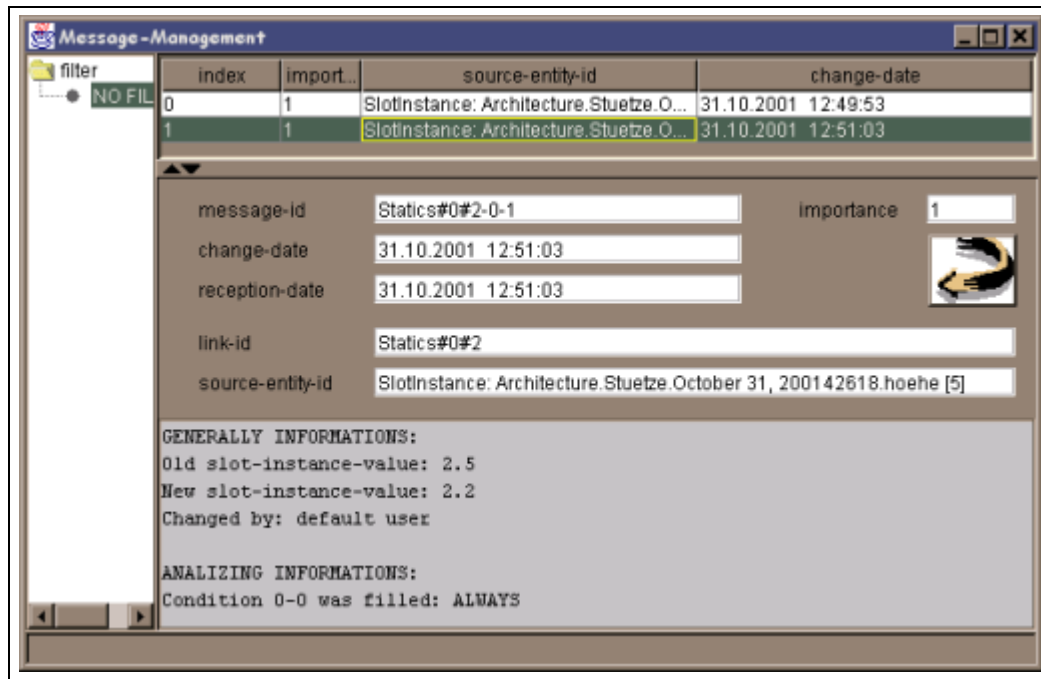 Message-Management
filter
NO FIL
index import... source-entity-id change-date
0 1 SlotInstance: Architecture.Stuetze.O... 31.10.2001 12:49:53
1 1 SlotInstance: Architecture.Stuetze.O... 31.10.2001 12:51:03
message-id Statics#0#2-0-1 importance 1
change-date 31.10.2001 12:51:03
reception-date 31.10.2001 12:51:03
link-id Statics#0#2
source-entity-id SlotInstance: Architecture.Stuetze.October 31, 200142618.hoehe [5]
GENERALLY INFORMATIONS:
Old slot-instance-value: 2.5
New slot-instance-value: 2.2
Changed by: default user
ANALIZING INFORMATIONS:
Condition 0-0 was filled: ALWAYS